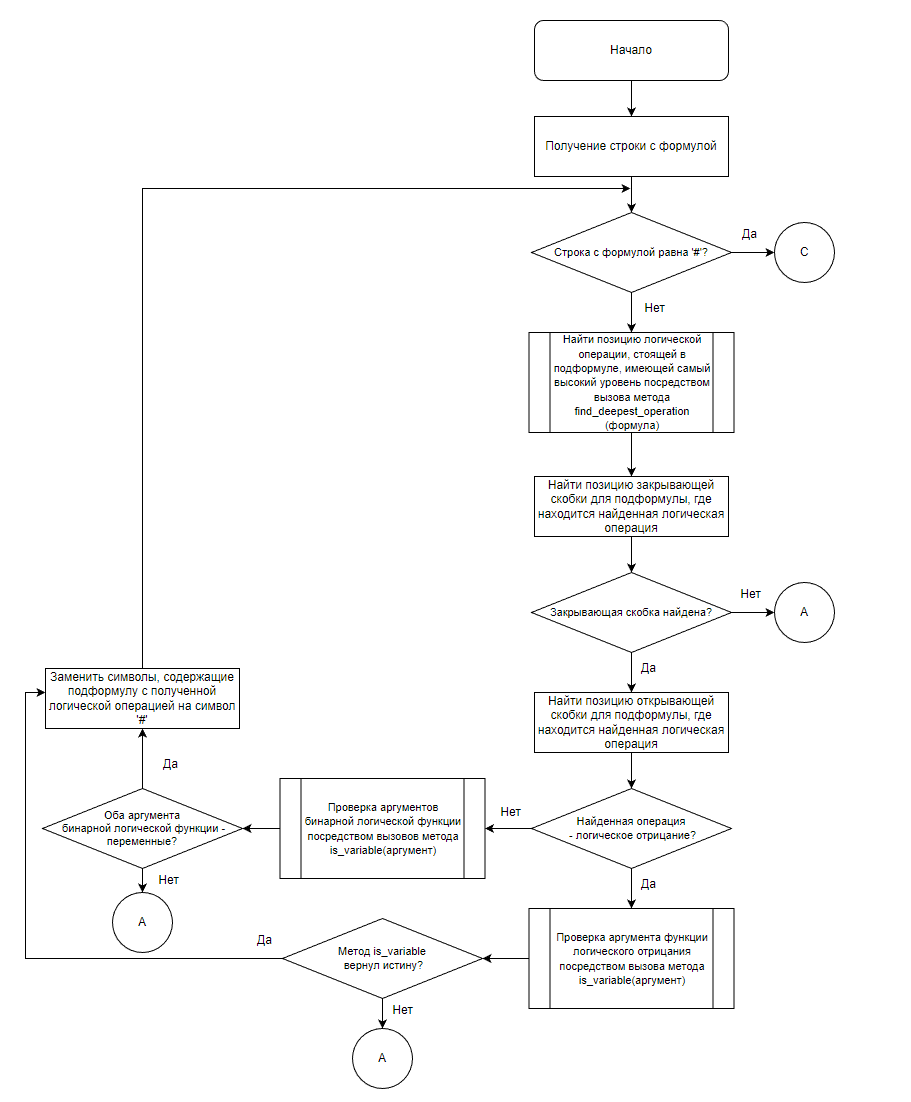 Начало
Получение строки с формулой
Строка с формулой равна '#'?
Да
С
Нет
Найти позицию логической
операции, стоящей в
подформуле, имеющей самый
высокий уровень посредством
вызова метода
find_deepest_operation
(формула)
Найти позицию закрывающей
скобки для подформулы, где
находится найденная логическая
операция
Закрывающая скобка найдена?
Нет
А
Да
Найти позицию открывающей
скобки для подформулы, где
находится найденная логическая
операция
Найденная операция
- логическое отрицание?
Нет
Проверка аргументов
бинарной логической функции
посредством вызовов метода
is_variable(аргумент)
Оба аргумента
бинарной логической функции -
переменные?
Да
Заменить символы, содержащие
подформулу с полученной
логической операцией на символ
'#'
Нет
А
Да
Проверка аргумента функции
логического отрицания
посредством вызова метода
is_variable(аргумент)
Метод is_variable
вернул истину?
Да
Нет
А